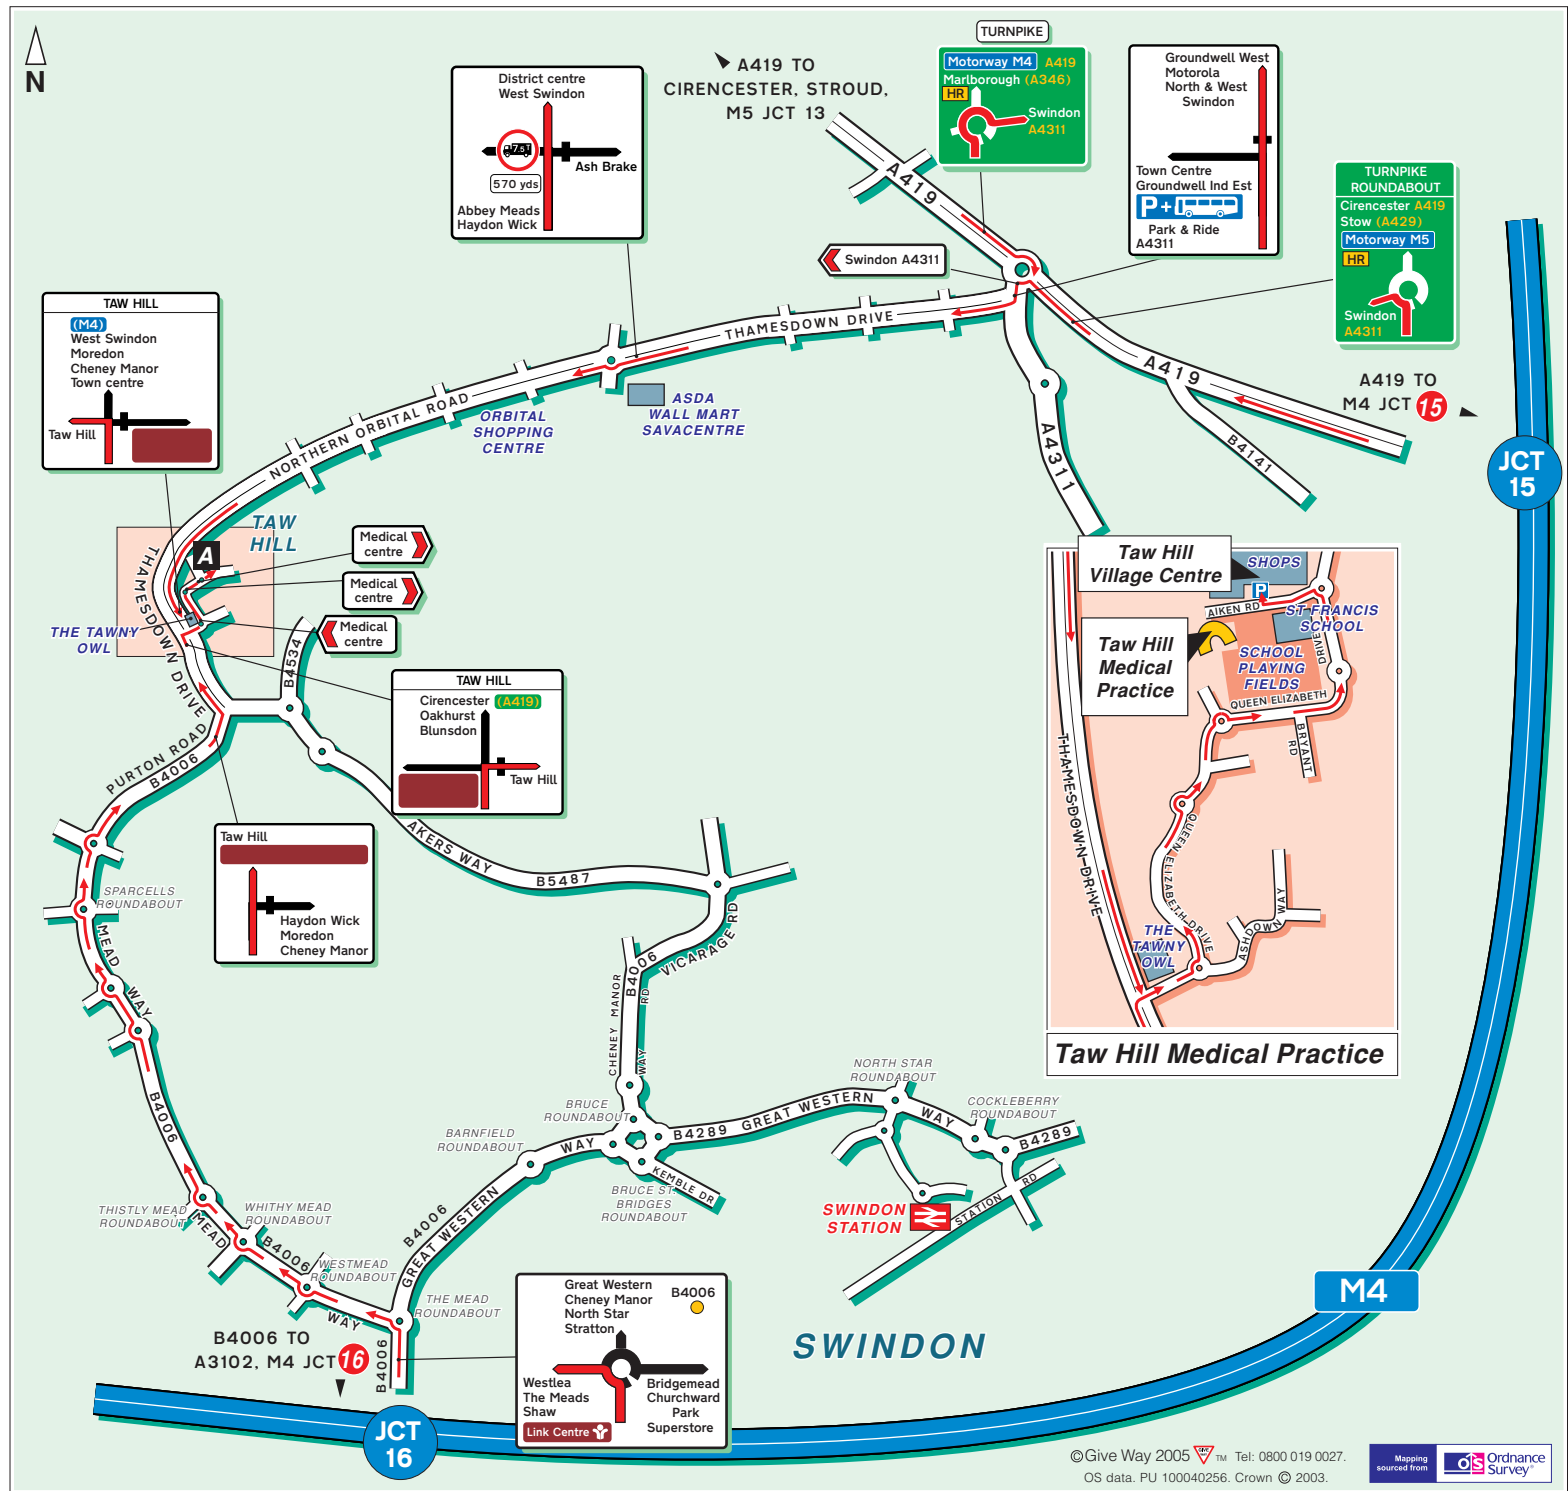 N
A419 TO
CIRENCESTER, STROUD,
M5 JCT 13
TURNPIKE
Motorway M4 A419
Marlborough (A346)
HR
Swindon
A4311
Groundwell West
Motorola
North & West
Swindon
Town Centre
Groundwell Ind Est
P+
Park & Ride
A4311
TURNPIKE
ROUNDABOUT
Cirencester A419
Stow (A429)
Motorway M5
HR
Swindon
A4311
District centre
West Swindon
7.5T
570 yds
Ash Brake
Abbey Meads
Haydon Wick
A419
Swindon A4311
THAMESDOWN DRIVE
A419
A419 TO
M4 JCT 15
JCT
15
B4141
A4311
TAW HILL
(M4)
West Swindon
Moredon
Cheney Manor
Town centre
Taw Hill
NORTHERN ORBITAL ROAD
ORBITAL
SHOPPING
CENTRE
ASDA
WALL MART
SAVACENTRE
TAW
HILL
A
Medical
centre
Medical
centre
Medical
centre
THE TAWNY
OWL
THAMESDOWN DRIVE
B4534
TAW HILL
Cirencester (A419)
Oakhurst
Blunsdon
Taw Hill
PURTON ROAD
B4006
Taw Hill
Haydon Wick
Moredon
Cheney Manor
AKERS WAY
B5487
SPARCELLS
ROUNDABOUT
MEAD WAY
B4006
VICARAGE RD
CHENEY MANOR
RD
WAY
B4006
Taw Hill
Village Centre
SHOPS
P
AIKEN RD
ST FRANCIS
SCHOOL
Taw Hill
Medical
Practice
SCHOOL
PLAYING
FIELDS
DRIVE
QUEEN ELIZABETH
BRYANT
RD
THAMESDOWN DRIVE
QUEEN ELIZABETH DRIVE
THE
TAWNY
OWL
ASHDOWN WAY
Taw Hill Medical Practice
NORTH STAR
ROUNDABOUT
COCKLEBERRY
ROUNDABOUT
BRUCE
ROUNDABOUT
BARNFIELD
ROUNDABOUT
WAY
B4289 GREAT WESTERN WAY
B4289
KEMBLE DR
BRUCE ST.
BRIDGES
ROUNDABOUT
SWINDON
STATION
STATION RD
B4006
GREAT WESTERN
THISTLY MEAD
ROUNDABOUT
WHITHY MEAD
ROUNDABOUT
MEAD
B4006
WESTMEAD
ROUNDABOUT
WAY
THE MEAD
ROUNDABOUT
B4006 TO
A3102, M4 JCT 16
B4006
Great Western
Cheney Manor
North Star
Stratton
B4006
Westlea
The Meads
Shaw
Link Centre
Bridgemead
Churchward
Park
Superstore
SWINDON
M4
JCT
16
©Give Way 2005 GIVE WAY TM Tel: 0800 019 0027.
OS data. PU 100040256. Crown © 2003.
Mapping
sourced from
OS Ordnance
Survey®